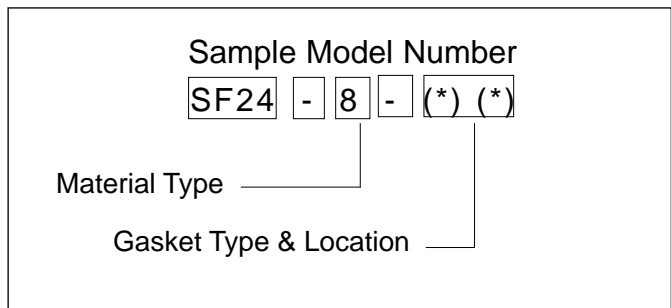 Sample Model Number
SF24 - 8 - (*) (*)
Material Type
Gasket Type & Location